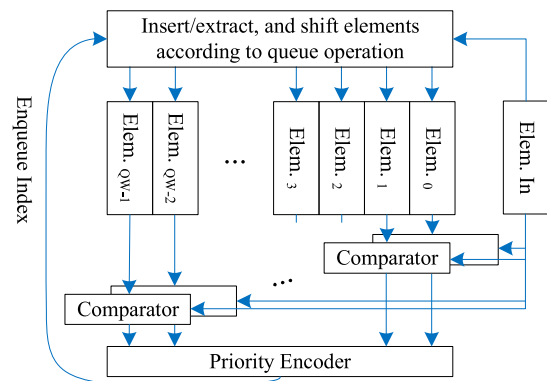 Insert/extract, and shift elements
according to queue operation
Enqueue Index
Elem. QW-1
Elem. QW-2
...
Elem. 3
Elem. 2
Elem. 1
Elem. 0
Elem. In
Comparator
...
Comparator
Priority Encoder